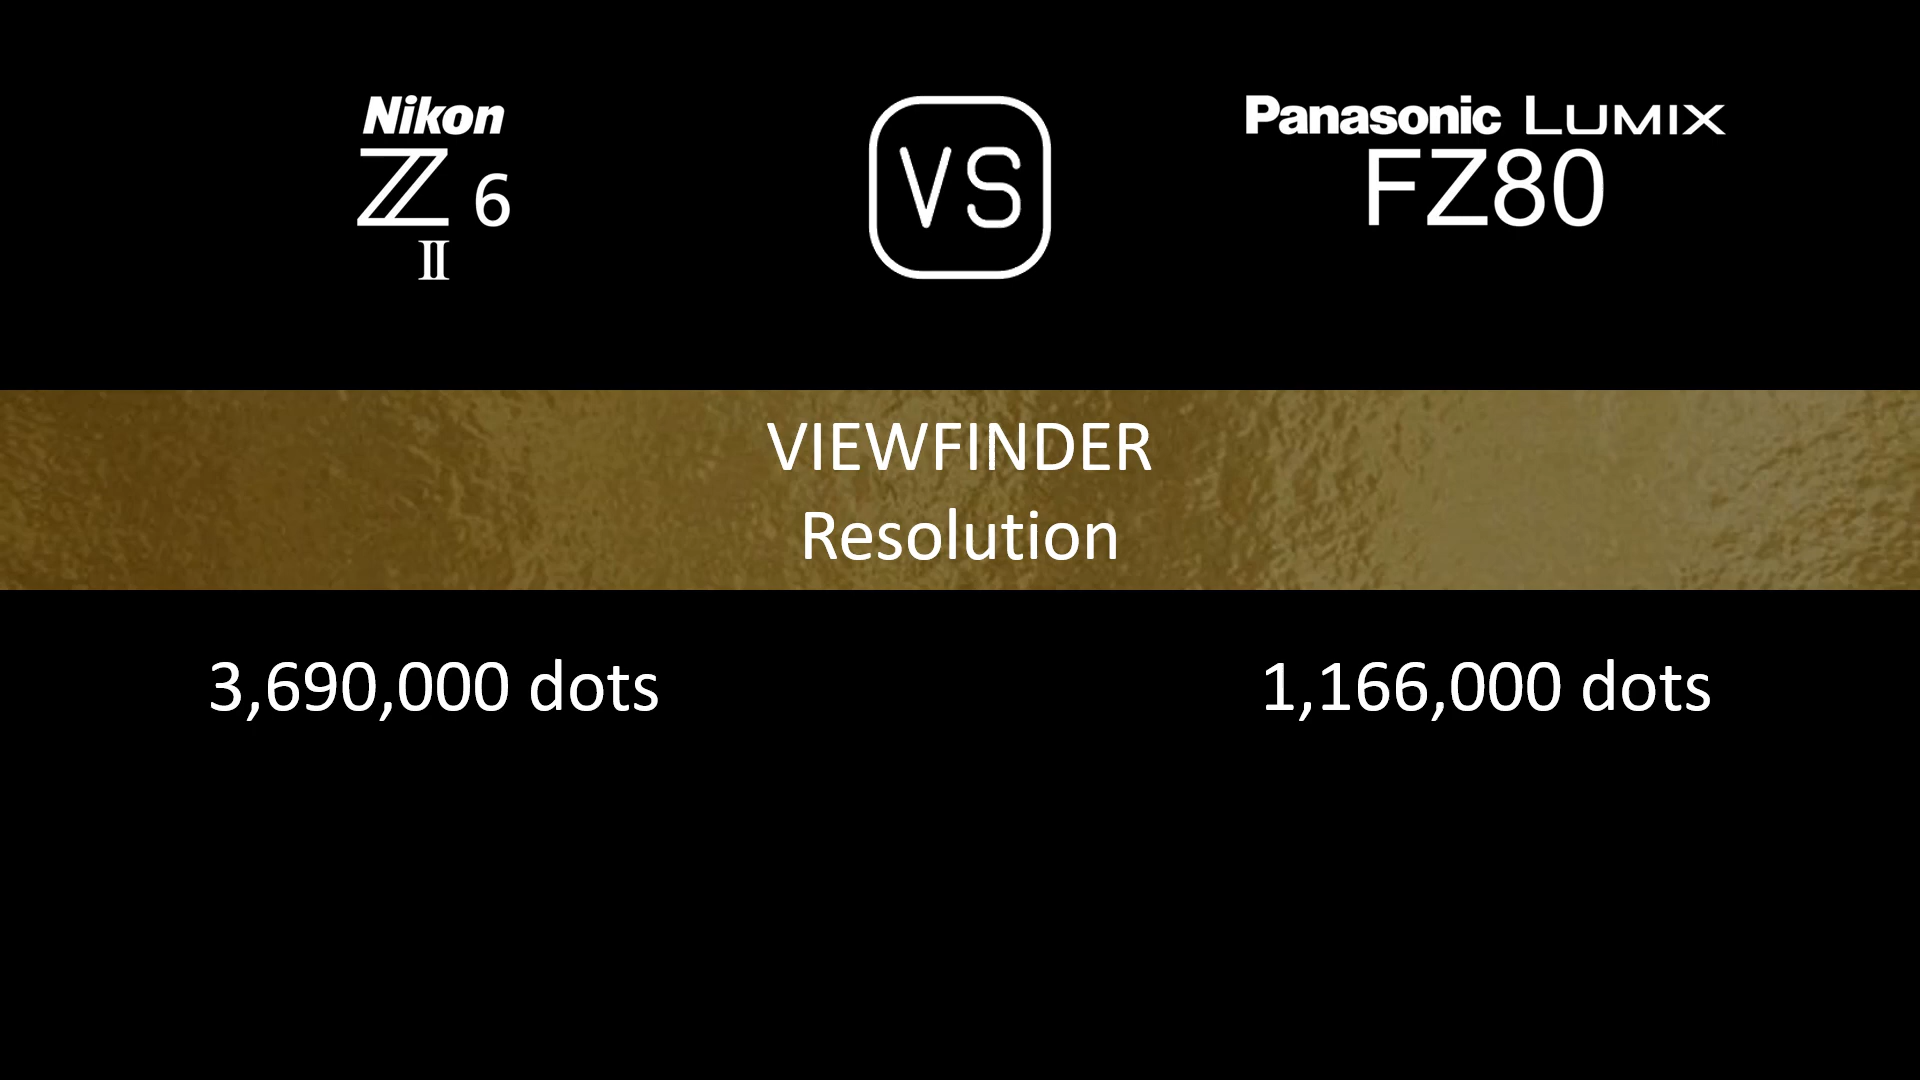 Nikon
Z 6
II
VS
Panasonic LUMIX
FZ80
VIEWFINDER
Resolution
3,690,000 dots
1,166,000 dots